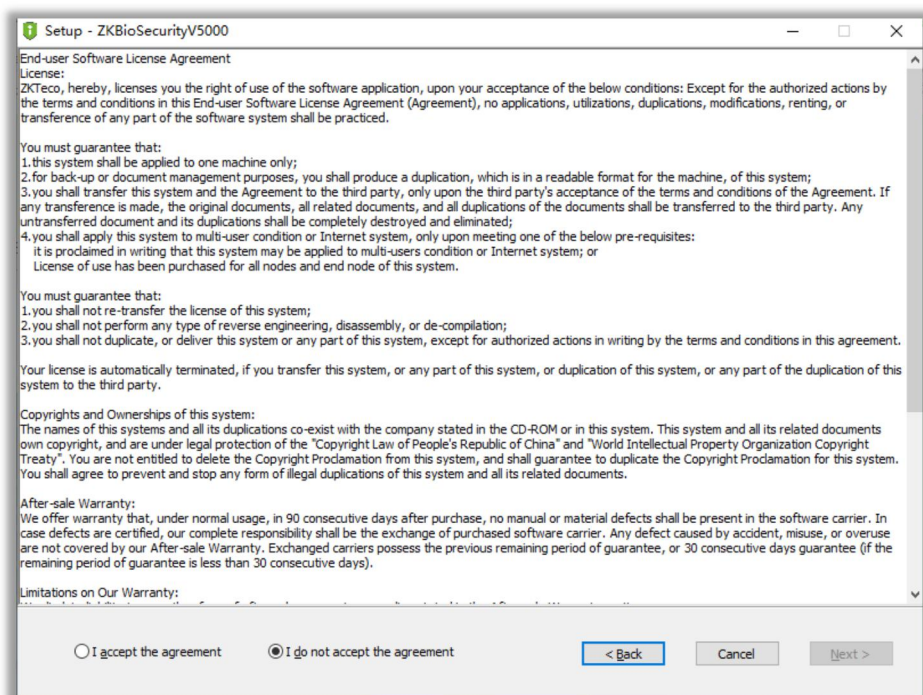 Setup - ZKBioSecurityV5000
End-user Software License Agreement
License:
ZKTeco, hereby, licenses you the right of use of the software application, upon your acceptance of the below conditions: Except for the authorized actions by
the terms and conditions in this End-user Software License Agreement (Agreement), no applications, utilizations, duplications, modifications, renting, or
transference of any part of the software system shall be practiced.
You must guarantee that:
1.this system shall be applied to one machine only;
2.for back-up or document management purposes, you shall produce a duplication, which is in a readable format for the machine, of this system;
3.you shall transfer this system and the Agreement to the third party, only upon the third party's acceptance of the terms and conditions of the Agreement. If
any transference is made, the original documents, all related documents, and all duplications of the documents shall be transferred to the third party. Any
untransferred document and its duplications shall be completely destroyed and eliminated;
4.you shall apply this system to multi-user condition or Internet system, only upon meeting one of the below pre-requisites:
it is proclaimed in writing that this system may be applied to multi-users condition or Internet system; or
License of use has been purchased for all nodes and end node of this system.
You must guarantee that:
1.you shall not re-transfer the license of this system;
2.you shall not perform any type of reverse engineering, disassembly, or de-compilation;
3.you shall not duplicate, or deliver this system or any part of this system, except for authorized actions in writing by the terms and conditions in this agreement.
Your license is automatically terminated, if you transfer this system, or any part of this system, or duplication of this system, or any part of the duplication of this
system to the third party.
Copyrights and Ownerships of this system:
The names of this systems and all its duplications co-exist with the company stated in the CD-ROM or in this system. This system and all its related documents
own copyright, and are under legal protection of the "Copyright Law of People's Republic of China" and "World Intellectual Property Organization Copyright
Treaty". You are not entitled to delete the Copyright Proclamation from this system, and shall guarantee to duplicate the Copyright Proclamation for this system.
You shall agree to prevent and stop any form of illegal duplications of this system and all its related documents.
After-sale Warranty:
We offer warranty that, under normal usage, in 90 consecutive days after purchase, no manual or material defects shall be present in the software carrier. In
case defects are certified, our complete responsibility shall be the exchange of purchased software carrier. Any defect caused by accident, misuse, or overuse
are not covered by our After-sale Warranty. Exchanged carriers possess the previous remaining period of guarantee, or 30 consecutive days guarantee (if the
remaining period of guarantee is less than 30 consecutive days).
Limitations on Our Warranty:
I accept the agreement
I do not accept the agreement
< Back
Cancel
Next >